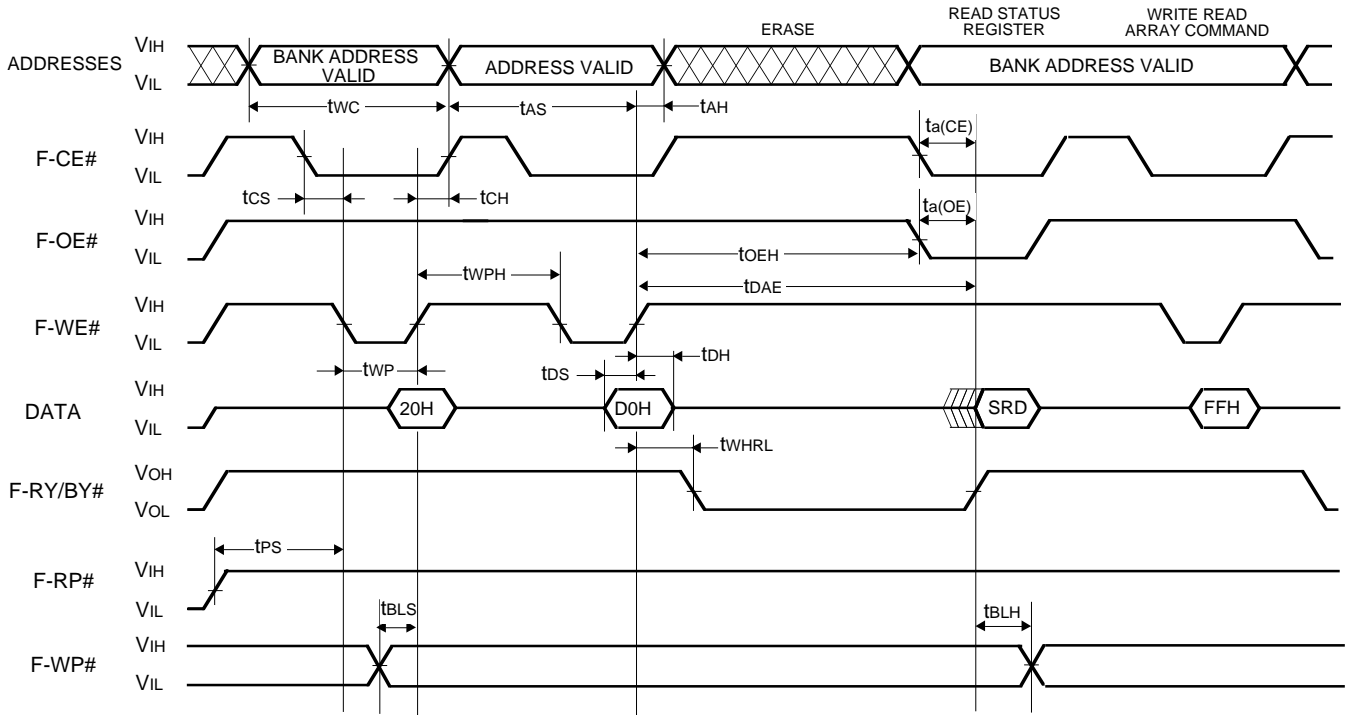 ERASE
READ STATUS
REGISTER
WRITE READ
ARRAY COMMAND
ADDRESSES
VIH
VIL
BANK ADDRESS
VALID
ADDRESS VALID
BANK ADDRESS VALID
tWC
tAS
tAH
F-CE#
VIH
VIL
ta(CE)
tCS
tCH
F-OE#
VIH
VIL
ta(OE)
tOEH
tWPH
tDAE
F-WE#
VIH
VIL
tWP
tDS
tDH
DATA
VIH
VIL
20H
D0H
SRD
FFH
tWHRL
F-RY/BY#
VOH
VOL
tPS
F-RP#
VIH
VIL
tBLS
tBLH
F-WP#
VIH
VIL